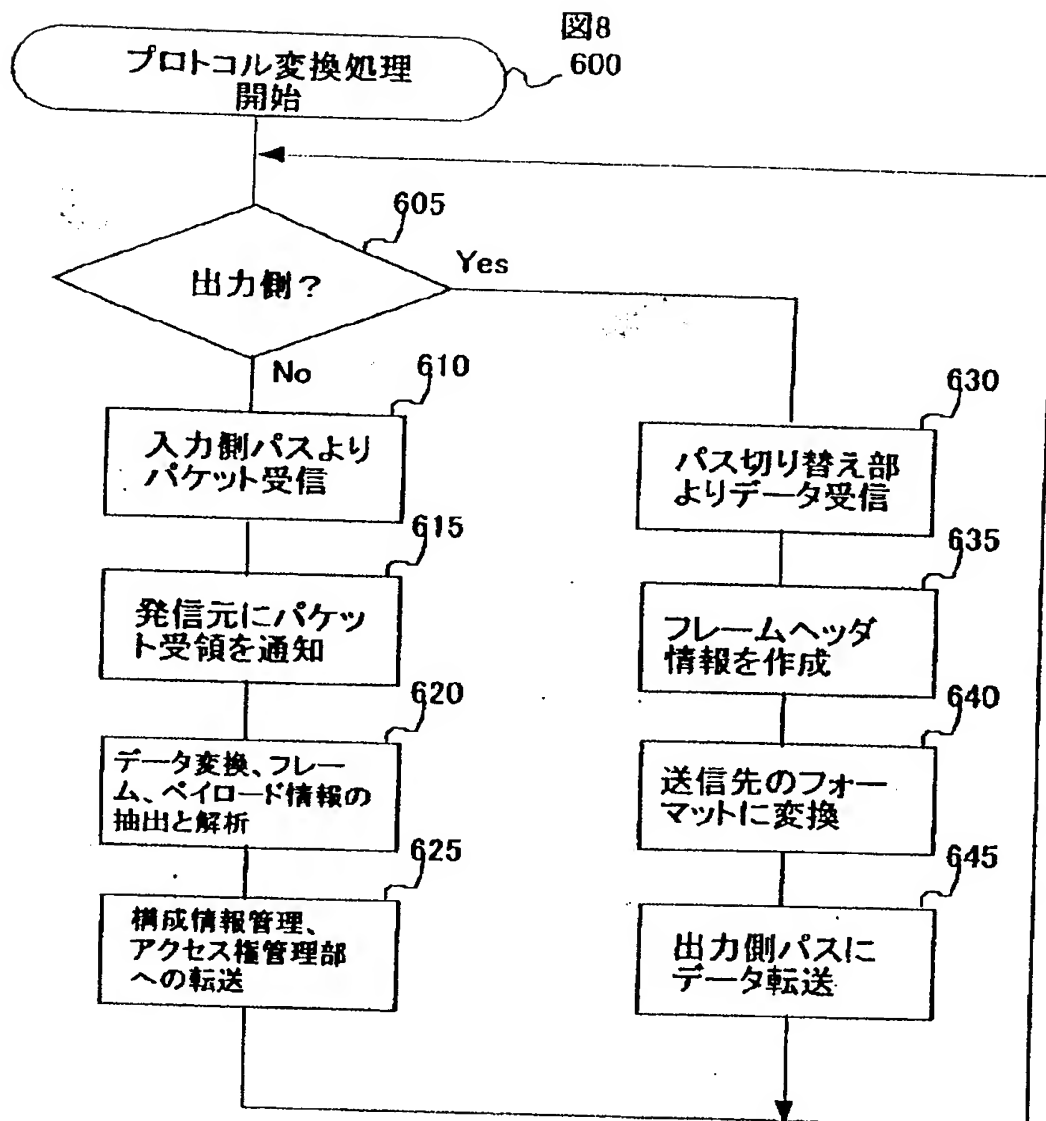 図8
プロトコル変換処理
開始
600
605
出力側?
Yes
No
610
入力側パスより
パケット受信
615
発信元にパケッ
ト受領を通知
620
データ変換、フレー
ム、ペイロード情報の
抽出と解析
625
構成情報管理、
アクセス権管理部
への転送
630
パス切り替え部
よりデータ受信
635
フレームヘッダ
情報を作成
640
送信先のフォー
マットに変換
645
出力側パスに
データ転送